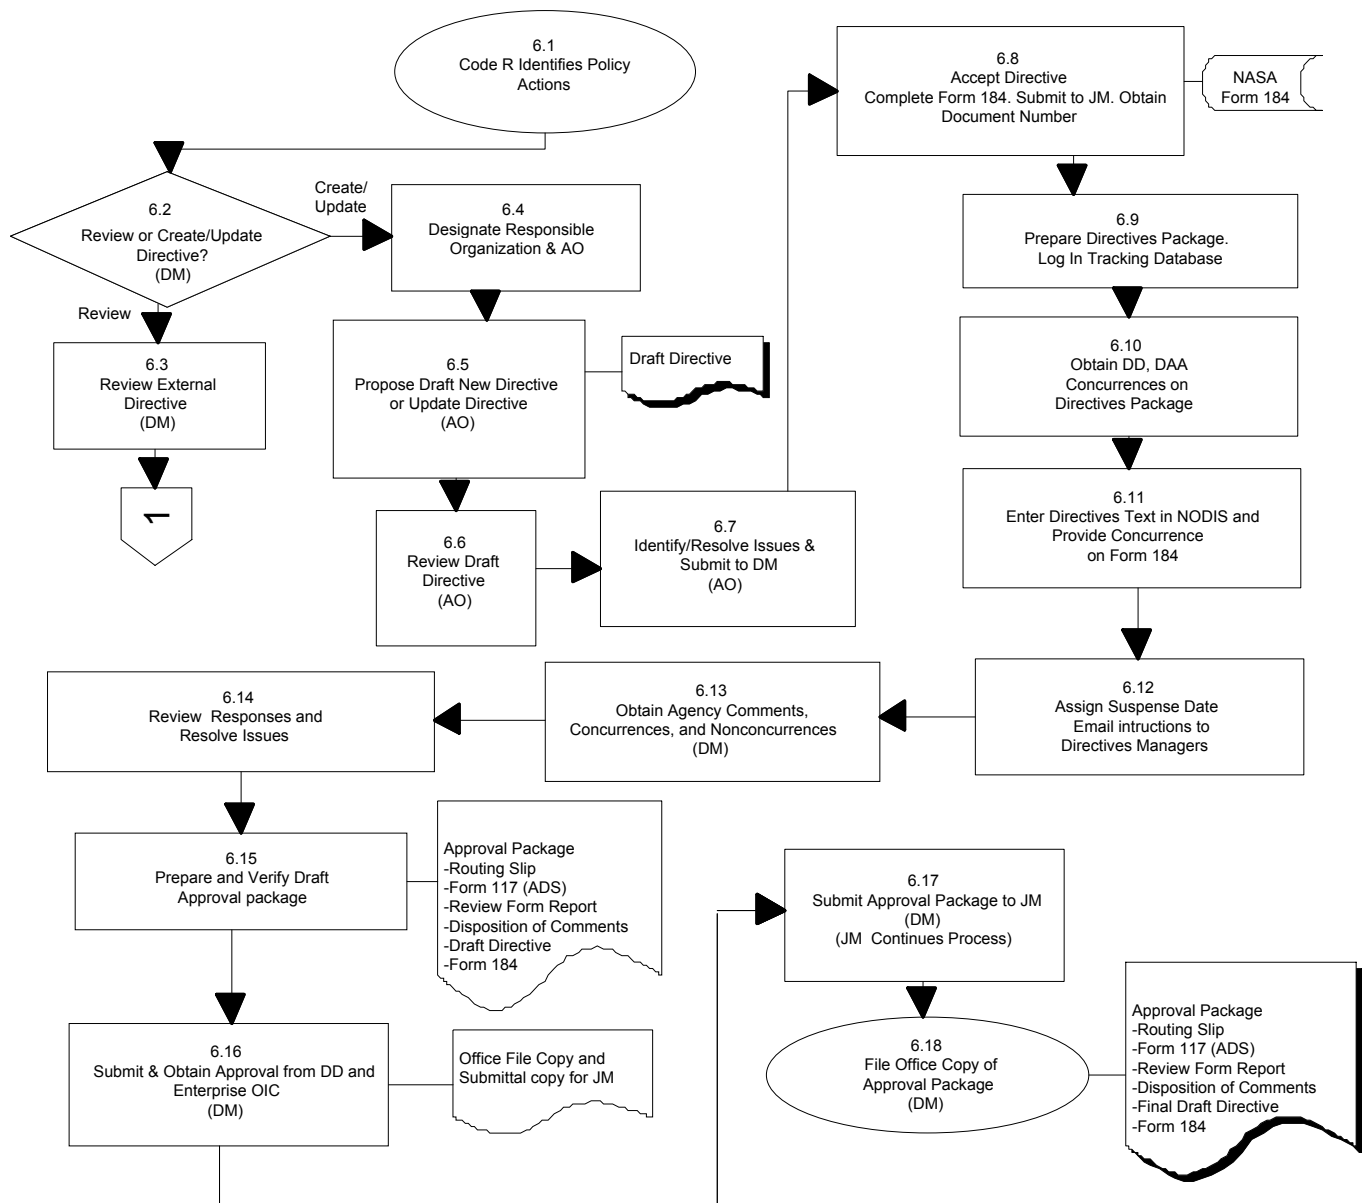 6.1
Code R Identifies Policy
Actions
6.2
Review or Create/Update
Directive?
(DM)
Create/
Update
Review
6.3
Review External
Directive
(DM)
1
6.4
Designate Responsible
Organization & AO
6.5
Propose Draft New Directive
or Update Directive
(AO)
Draft Directive
6.6
Review Draft
Directive
(AO)
6.7
Identify/Resolve Issues &
Submit to DM
(AO)
6.8
Accept Directive
Complete Form 184. Submit to JM. Obtain
Document Number
NASA
Form 184
6.9
Prepare Directives Package.
Log In Tracking Database
6.10
Obtain DD, DAA
Concurrences on
Directives Package
6.11
Enter Directives Text in NODIS and
Provide Concurrence
on Form 184
6.12
Assign Suspense Date
Email intructions to
Directives Managers
6.13
Obtain Agency Comments,
Concurrences, and Nonconcurrences
(DM)
6.14
Review Responses and
Resolve Issues
6.15
Prepare and Verify Draft
Approval package
Approval Package
-Routing Slip
-Form 117 (ADS)
-Review Form Report
-Disposition of Comments
-Draft Directive
-Form 184
6.16
Submit & Obtain Approval from DD and
Enterprise OIC
(DM)
Office File Copy and
Submittal copy for JM
6.17
Submit Approval Package to JM
(DM)
(JM Continues Process)
6.18
File Office Copy of
Approval Package
(DM)
Approval Package
-Routing Slip
-Form 117 (ADS)
-Review Form Report
-Disposition of Comments
-Final Draft Directive
-Form 184